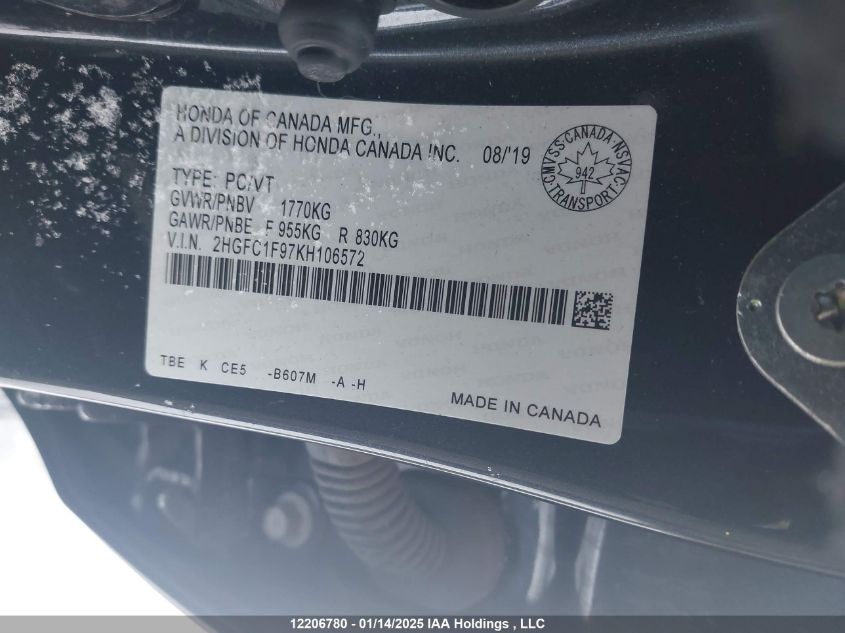 HONDA OF CANADA MFG.,
A DIVISION OF HONDA CANADA INC. 08/'19
CMVSS · CANADA · NSVAC · TRANSPORT
942
TYPE: PC/VT
GVWR/PNBV 1770KG
GAWR/PNBE F 955KG R 830KG
V.I.N. 2HGFC1F97KH106572
TBE K CE5 -B607M -A -H
MADE IN CANADA
12206780 - 01/14/2025 IAA Holdings , LLC